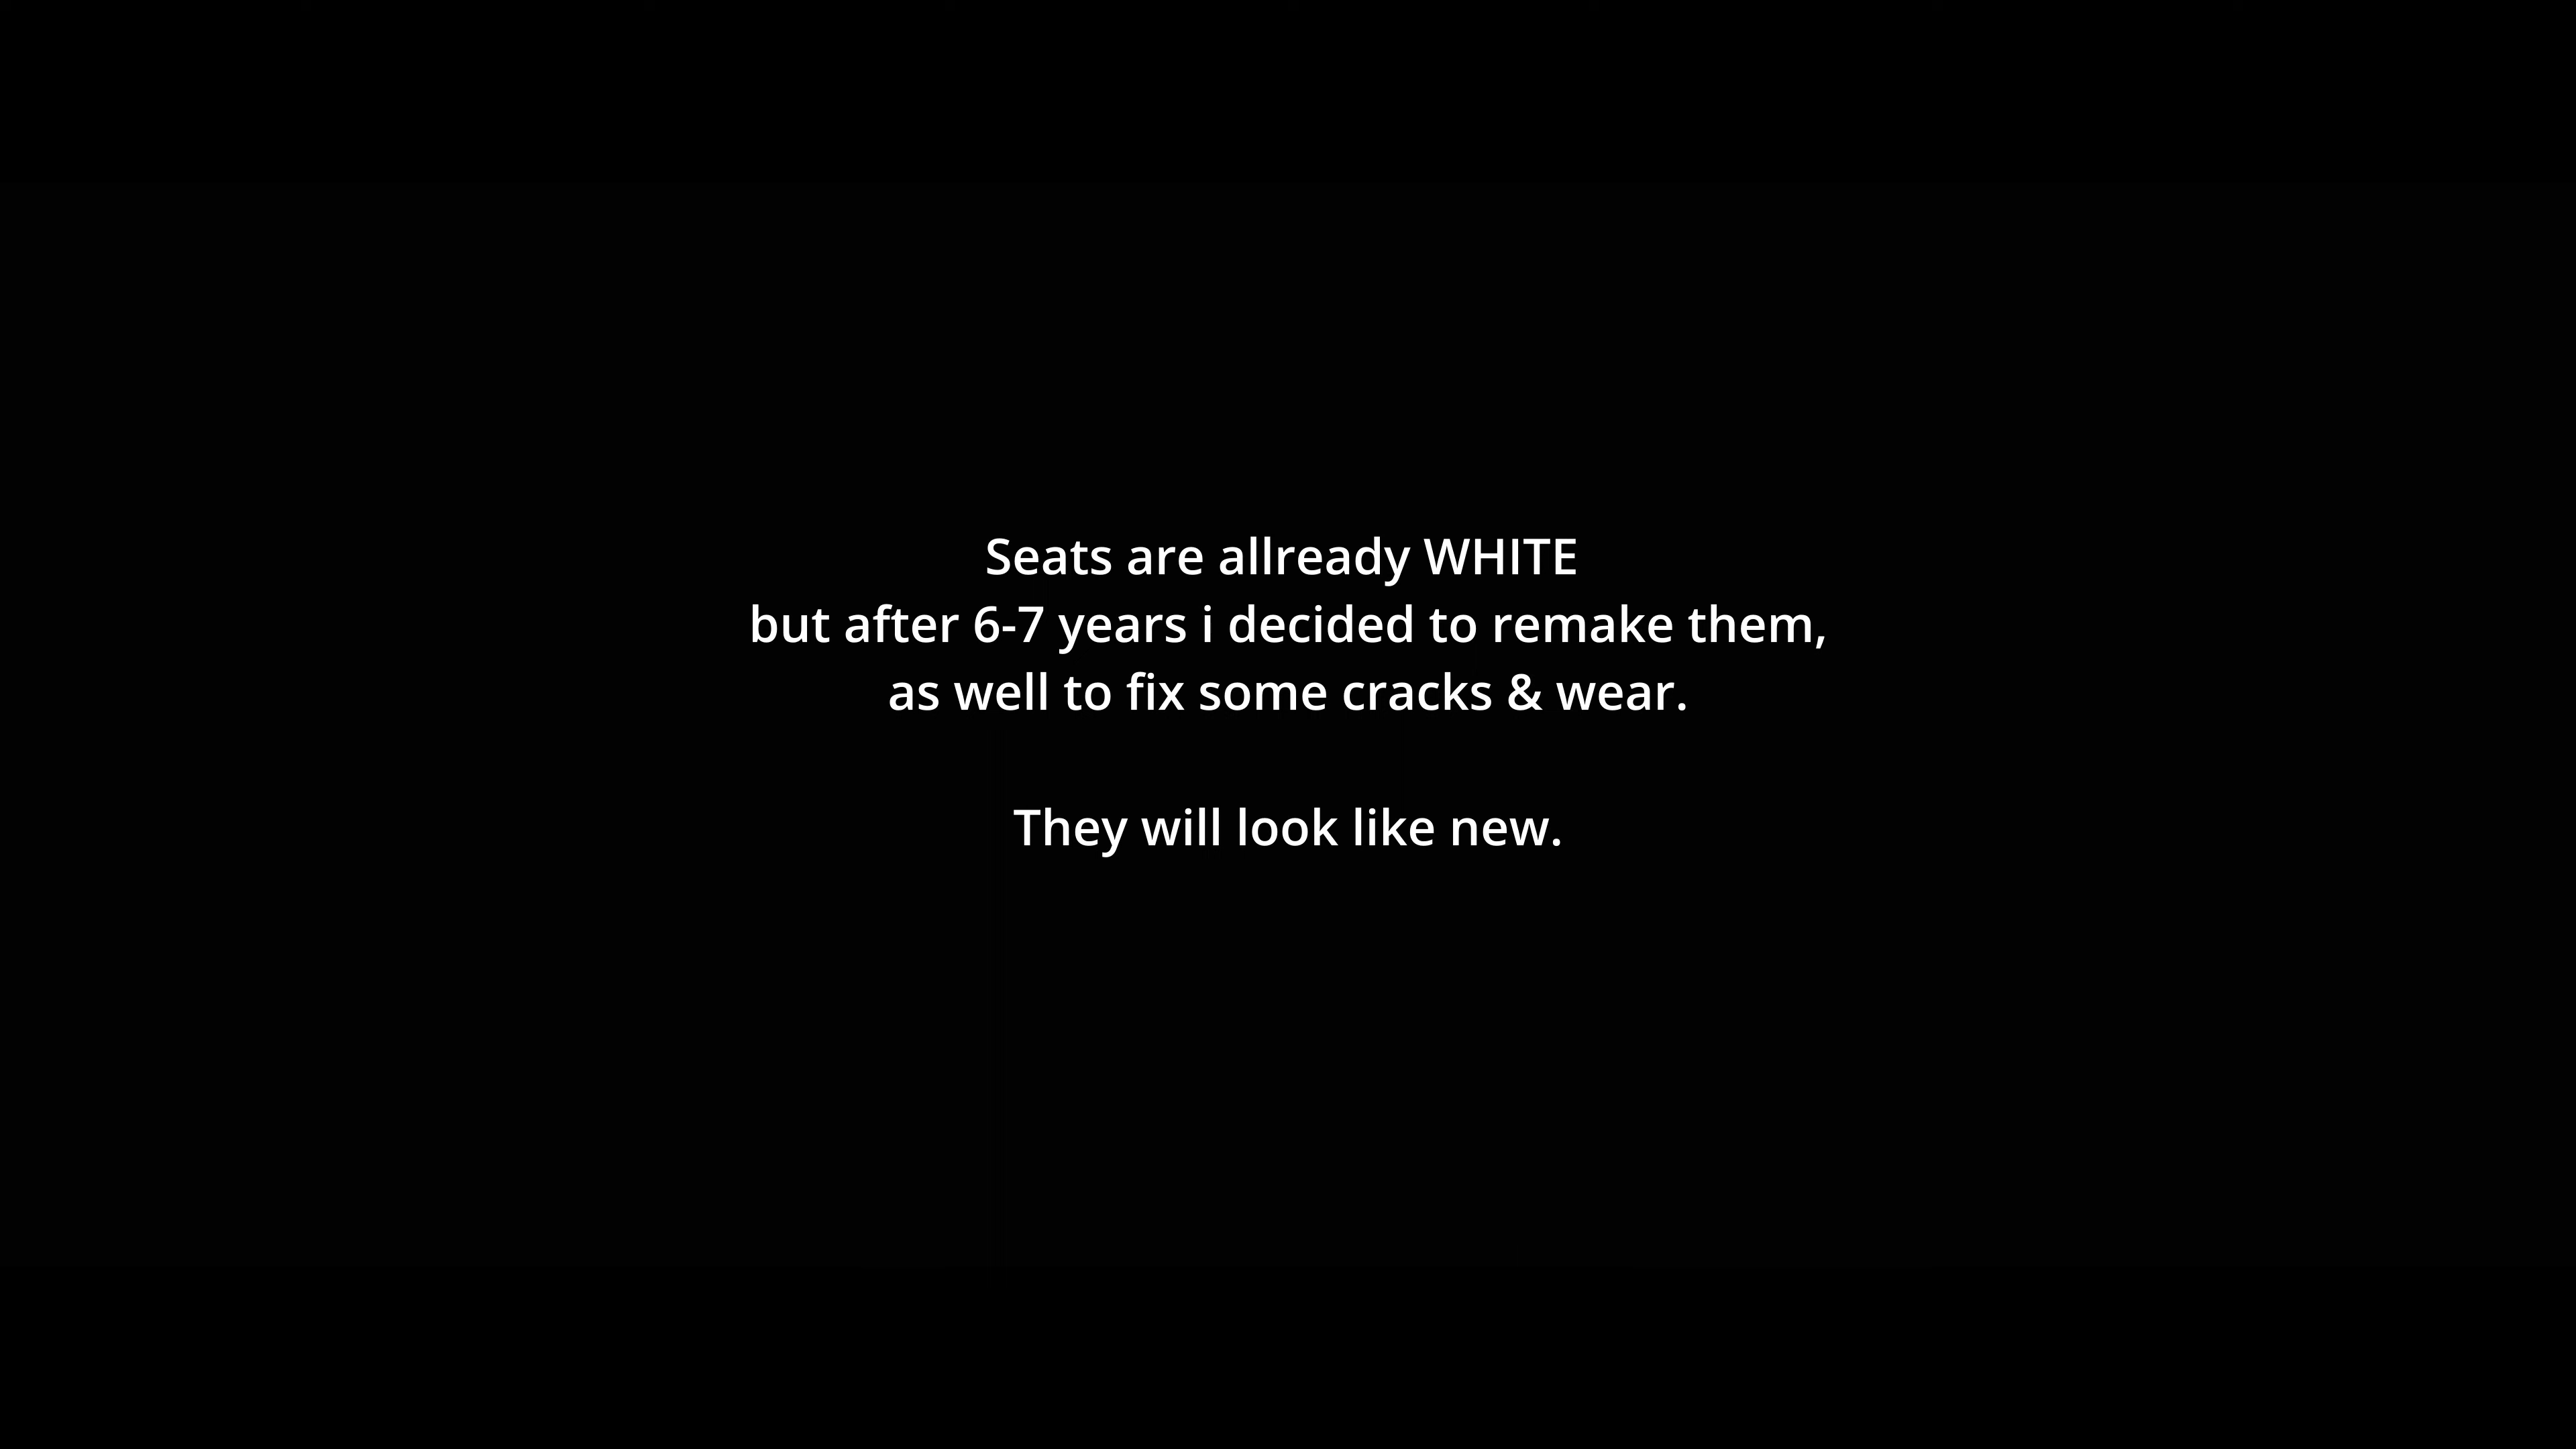 Seats are allready WHITE
but after 6-7 years i decided to remake them,
as well to fix some cracks & wear.
They will look like new.